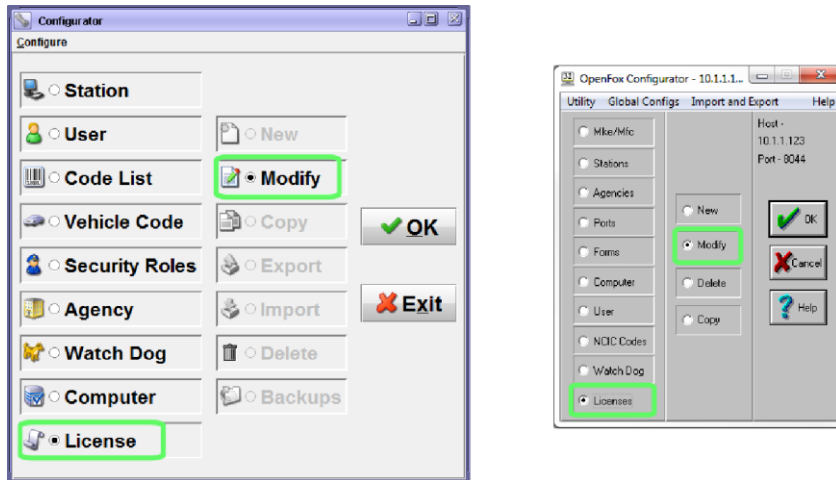 Configurator
Configure
Station
User
Code List
Vehicle Code
Security Roles
Agency
Watch Dog
Computer
License
New
Modify
Copy
Export
Import
Delete
Backups
OK
Exit
OpenFox Configurator - 10.1.1.1...
Utility Global Configs Import and Export Help
Mke/Mfc
Stations
Agencies
Ports
Forms
Computer
User
NCIC Codes
Watch Dog
Licenses
New
Modify
Delete
Copy
Host -
10.1.1.123
Port - 8044
OK
Cancel
Help